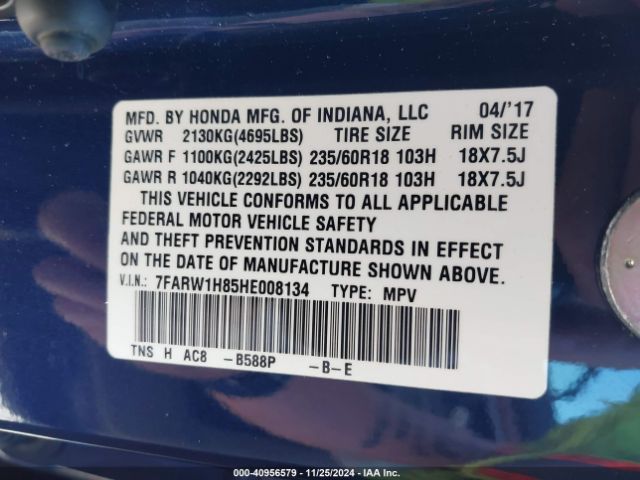 MFD. BY HONDA MFG. OF INDIANA, LLC 04/'17
GVWR 2130KG(4695LBS) TIRE SIZE RIM SIZE
GAWR F 1100KG(2425LBS) 235/60R18 103H 18X7.5J
GAWR R 1040KG(2292LBS) 235/60R18 103H 18X7.5J
THIS VEHICLE CONFORMS TO ALL APPLICABLE
FEDERAL MOTOR VEHICLE SAFETY
AND THEFT PREVENTION STANDARDS IN EFFECT
ON THE DATE OF MANUFACTURE SHOWN ABOVE.
V.I.N.: 7FARW1H85HE008134 TYPE: MPV
TNS H AC8 -B588P -B-E
000-40956579 - 11/25/2024 - IAA Inc.